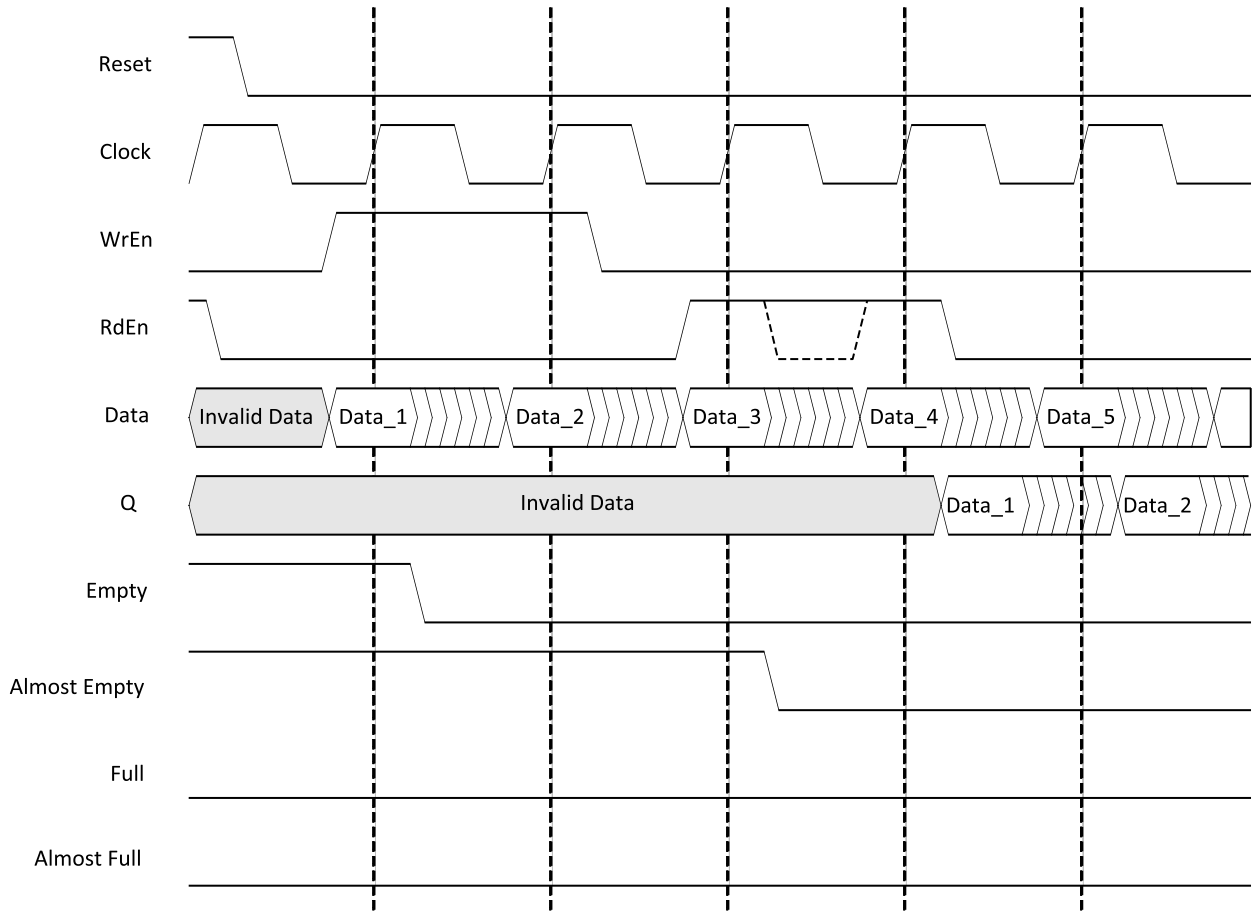 Reset
Clock
WrEn
RdEn
Data Invalid Data Data_1 Data_2 Data_3 Data_4 Data_5
Q Invalid Data Data_1 Data_2
Empty
Almost Empty
Full
Almost Full